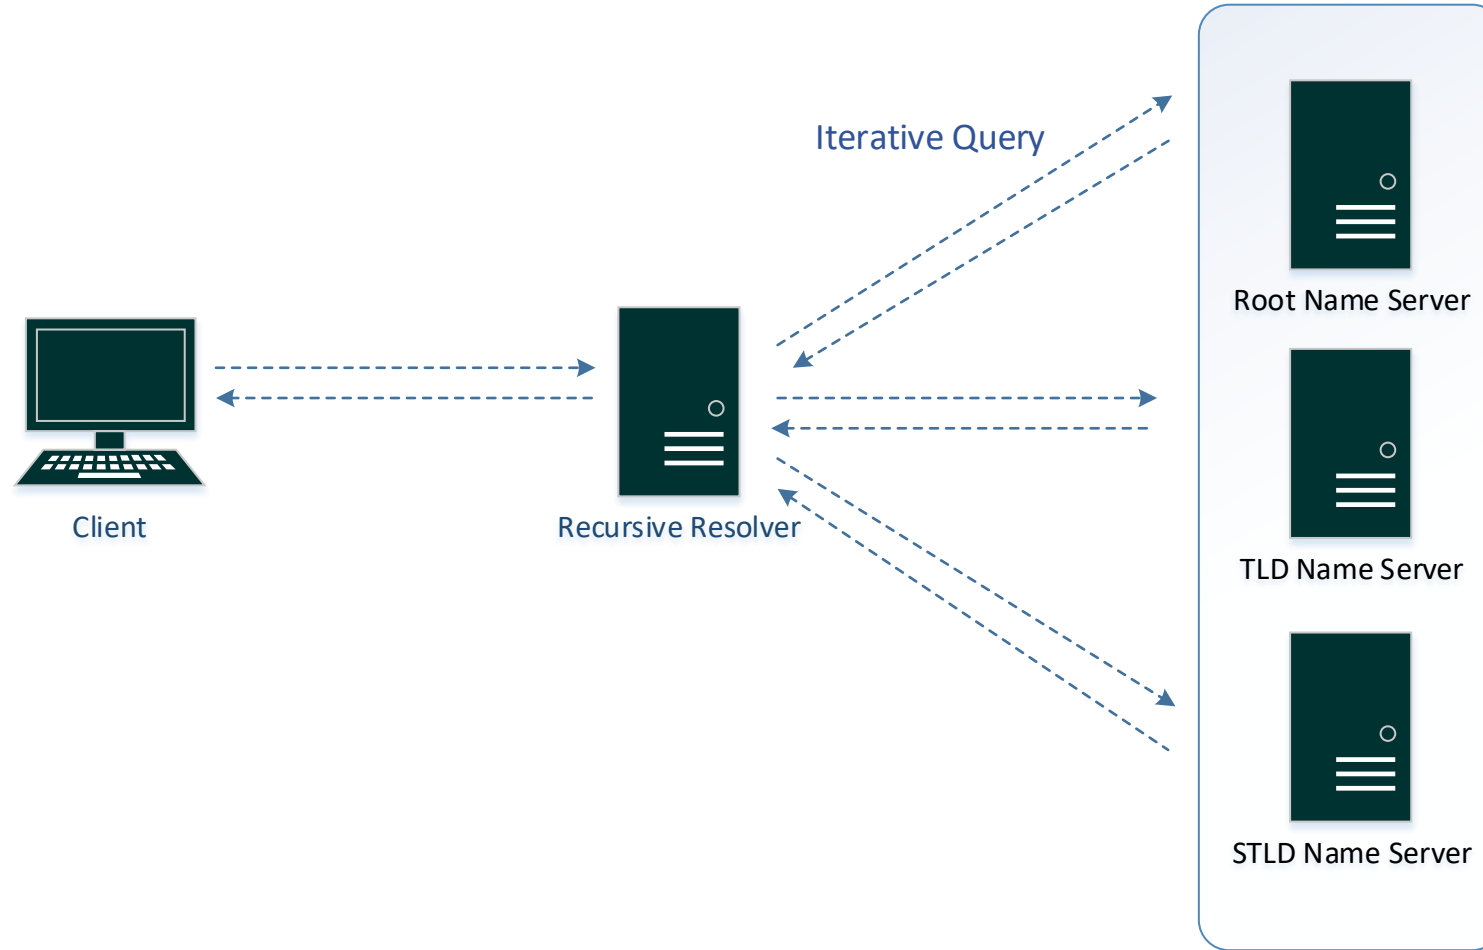 Iterative Query
Root Name Server
Client
Recursive Resolver
TLD Name Server
STLD Name Server